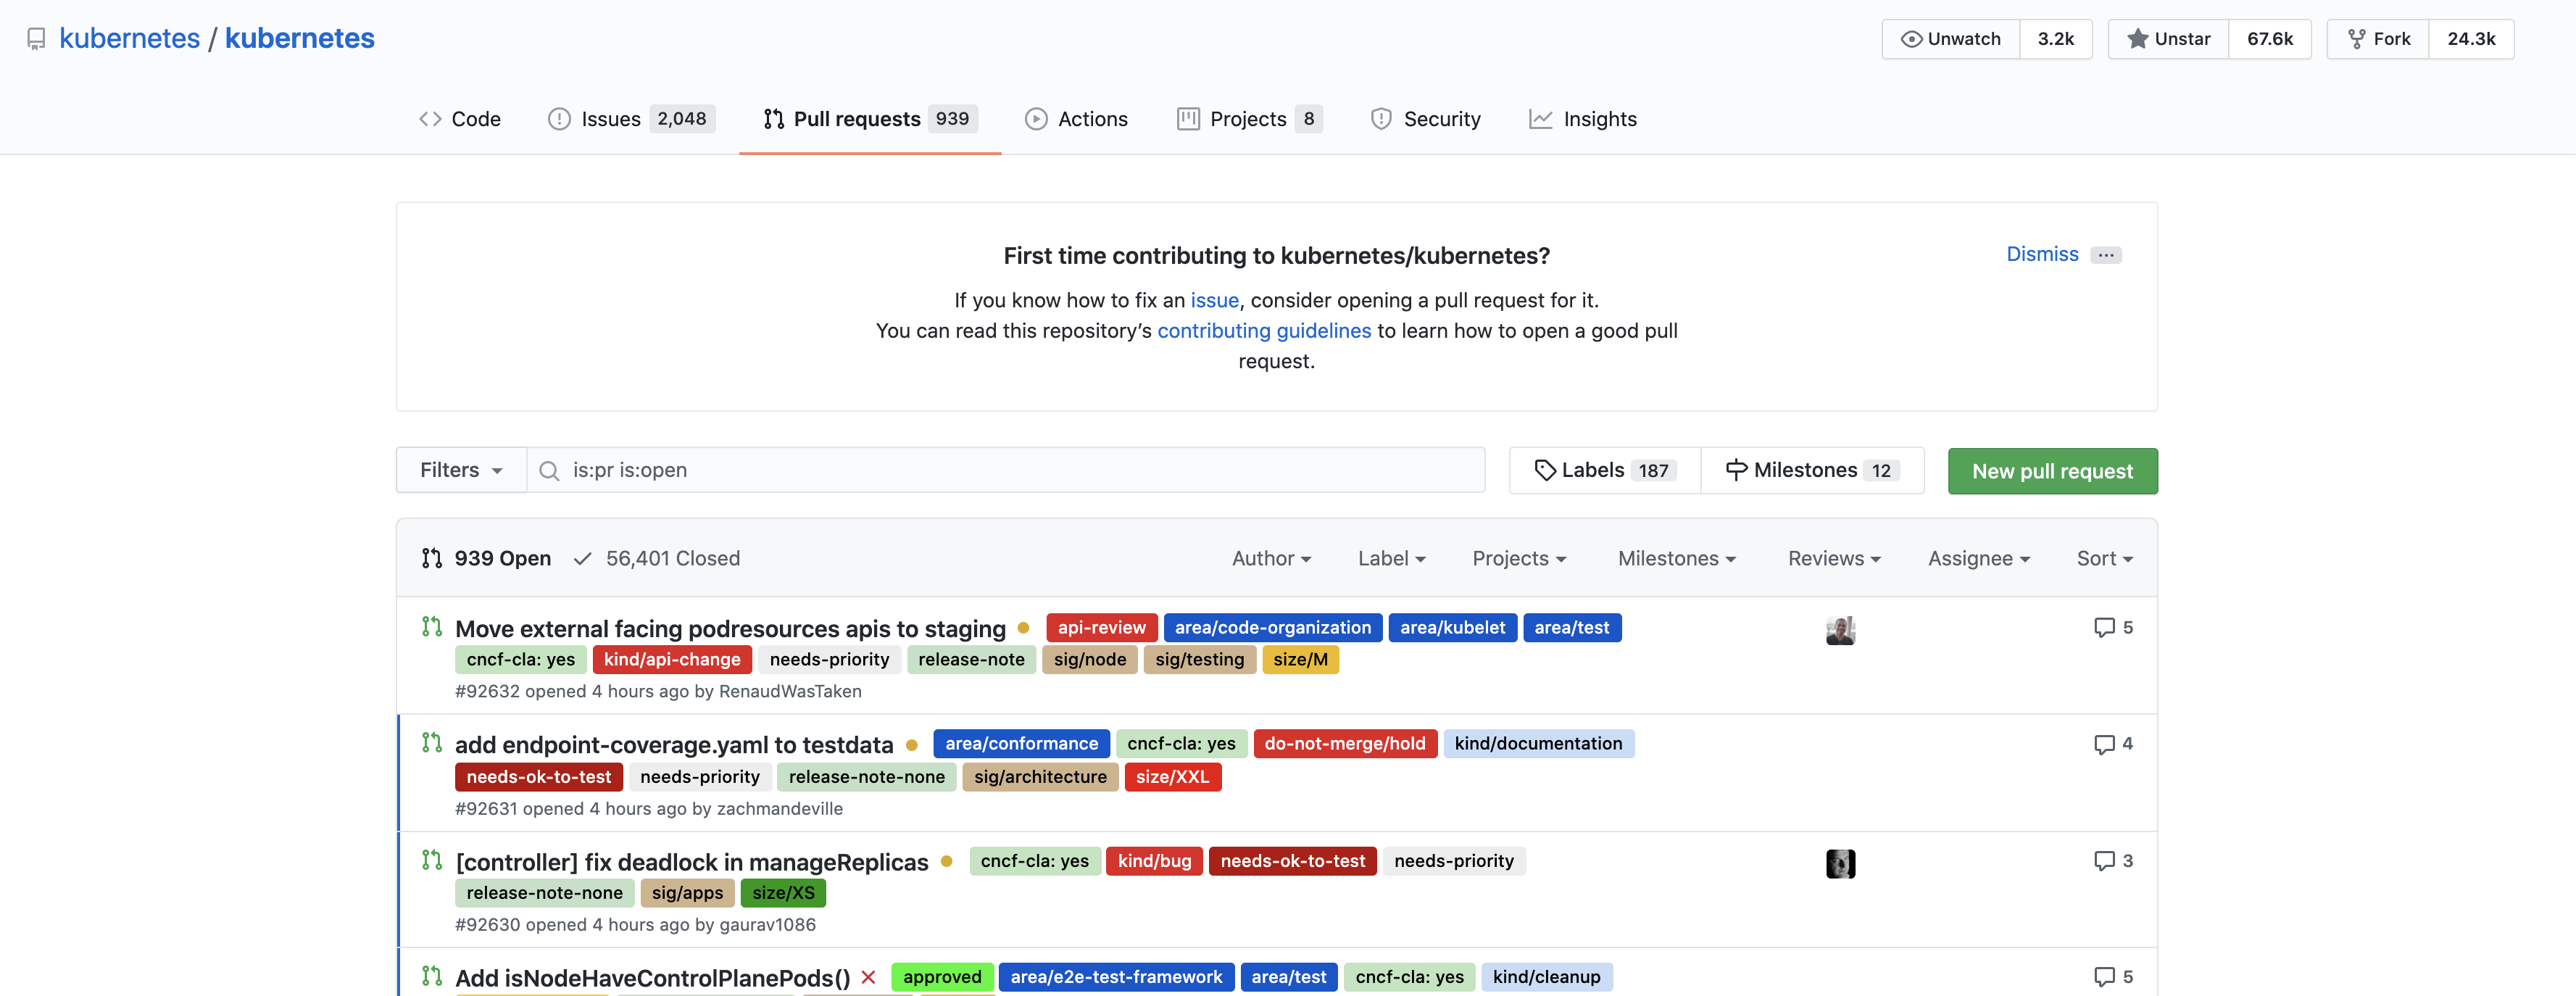 kubernetes / kubernetes
Unwatch 3.2k Unstar 67.6k Fork 24.3k
Code Issues 2,048 Pull requests 939 Actions Projects 8 Security Insights
First time contributing to kubernetes/kubernetes?
Dismiss ...
If you know how to fix an issue, consider opening a pull request for it.
You can read this repository’s contributing guidelines to learn how to open a good pull
request.
Filters is:pr is:open Labels 187 Milestones 12 New pull request
939 Open 56,401 Closed Author Label Projects Milestones Reviews Assignee Sort
Move external facing podresources apis to staging api-review area/code-organization area/kubelet area/test 5
cncf-cla: yes kind/api-change needs-priority release-note sig/node sig/testing size/M
#92632 opened 4 hours ago by RenaudWasTaken
add endpoint-coverage.yaml to testdata area/conformance cncf-cla: yes do-not-merge/hold kind/documentation 4
needs-ok-to-test needs-priority release-note-none sig/architecture size/XXL
#92631 opened 4 hours ago by zachmandeville
[controller] fix deadlock in manageReplicas cncf-cla: yes kind/bug needs-ok-to-test needs-priority 3
release-note-none sig/apps size/XS
#92630 opened 4 hours ago by gaurav1086
Add isNodeHaveControlPlanePods() approved area/e2e-test-framework area/test cncf-cla: yes kind/cleanup 5